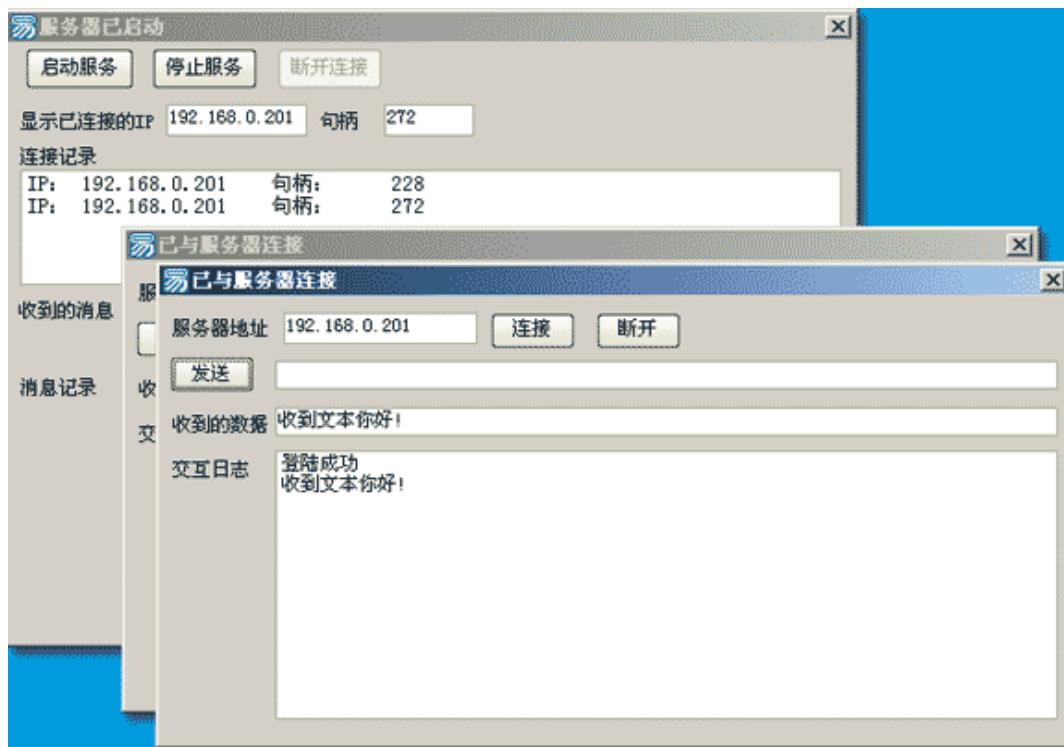 易 服务器已启动
启动服务 停止服务 断开连接
显示已连接的IP 192.168.0.201 句柄 272
连接记录
IP: 192.168.0.201 句柄: 228
IP: 192.168.0.201 句柄: 272
收到的消息
消息记录
易 已与服务器连接
服
收
交
易 已与服务器连接
服务器地址 192.168.0.201 连接 断开
发送
收到的数据 收到文本你好!
交互日志 登陆成功
收到文本你好!